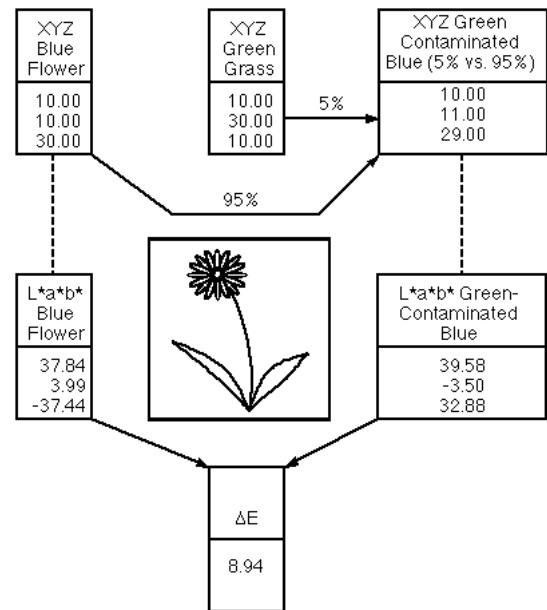 XYZ
Blue
Flower
10.00
10.00
30.00
XYZ
Green
Grass
10.00
30.00
10.00
5%
XYZ Green
Contaminated
Blue (5% vs. 95%)
10.00
11.00
29.00
95%
L*a*b*
Blue
Flower
37.84
3.99
-37.44
L*a*b* Green-
Contaminated
Blue
39.58
-3.50
32.88
ΔE
8.94